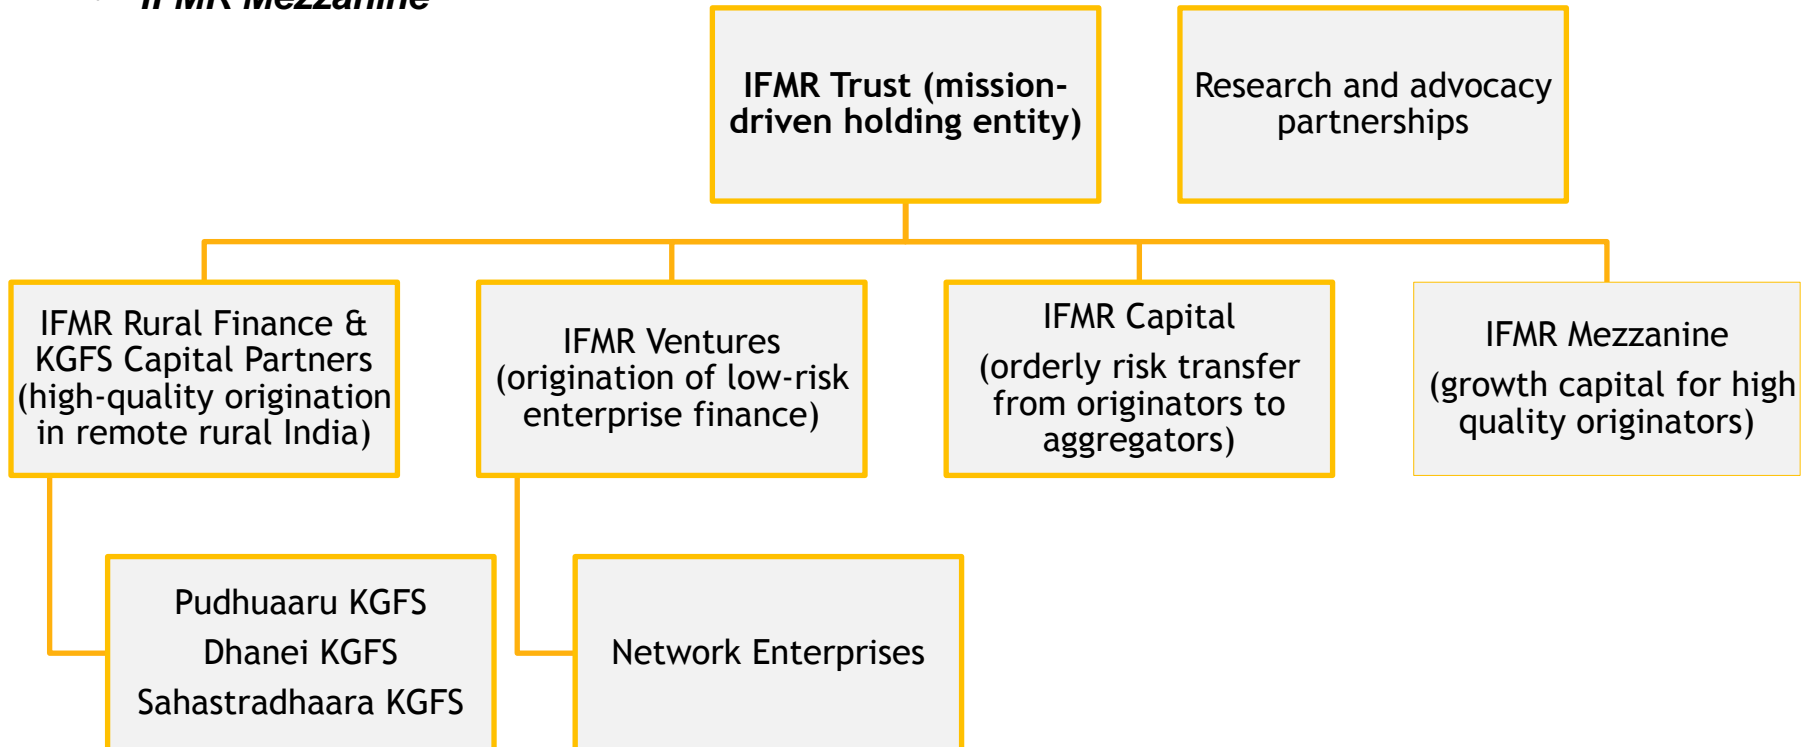 IFMR Mezzanine
IFMR Trust (mission-
driven holding entity)
Research and advocacy
partnerships
IFMR Rural Finance &
KGFS Capital Partners
(high-quality origination
in remote rural India)
IFMR Ventures
(origination of low-risk
enterprise finance)
IFMR Capital
(orderly risk transfer
from originators to
aggregators)
IFMR Mezzanine
(growth capital for high
quality originators)
Pudhuaaru KGFS
Dhanei KGFS
Sahastradhaara KGFS
Network Enterprises